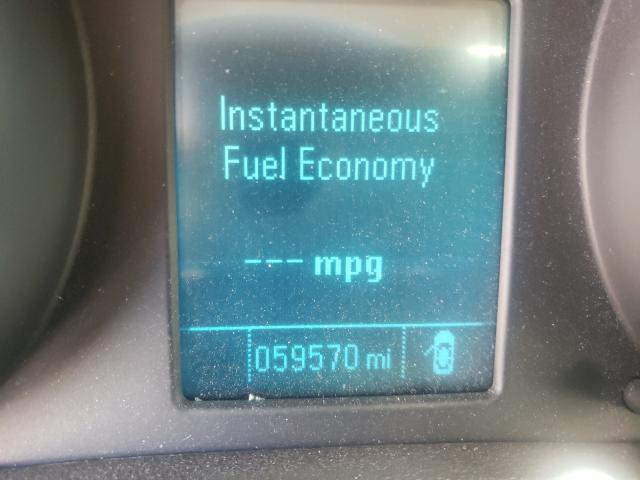 Instantaneous
Fuel Economy
--- mpg
059570 mi